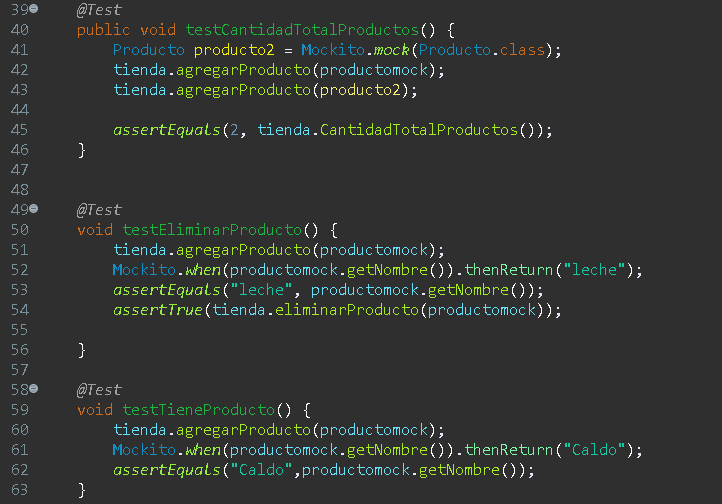 39 @Test
40 public void testCantidadTotalProductos() {
41 Producto producto2 = Mockito.mock(Producto.class);
42 tienda.agregarProducto(productomock);
43 tienda.agregarProducto(producto2);
44
45 assertEquals(2, tienda.CantidadTotalProductos());
46 }
47
48
49 @Test
50 void testEliminarProducto() {
51 tienda.agregarProducto(productomock);
52 Mockito.when(productomock.getNombre()).thenReturn("leche");
53 assertEquals("leche", productomock.getNombre());
54 assertTrue(tienda.eliminarProducto(productomock));
55
56 }
57
58 @Test
59 void testTieneProducto() {
60 tienda.agregarProducto(productomock);
61 Mockito.when(productomock.getNombre()).thenReturn("Caldo");
62 assertEquals("Caldo",productomock.getNombre());
63 }